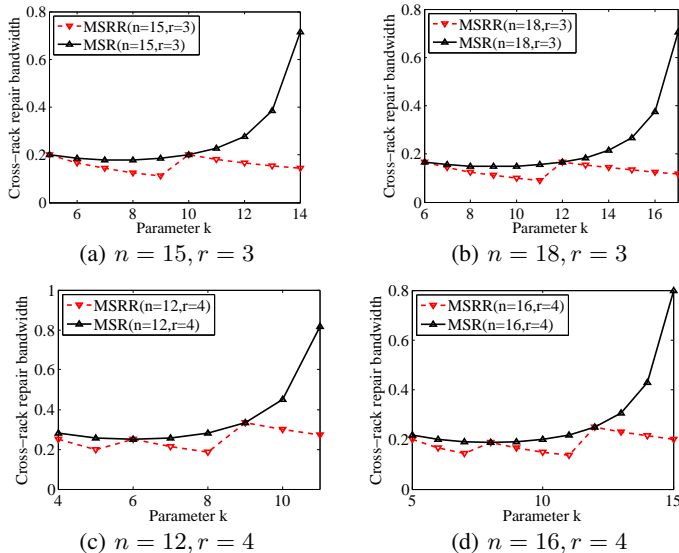 0.8
0.6
0.4
0.2
0
Cross-rack repair bandwidth
MSRR(n=15,r=3)
MSR(n=15,r=3)
6 8 10 12 14
Parameter k
(a) n = 15, r = 3
0.8
0.6
0.4
0.2
0
Cross-rack repair bandwidth
MSRR(n=18,r=3)
MSR(n=18,r=3)
6 8 10 12 14 16
Parameter k
(b) n = 18, r = 3
1
0.8
0.6
0.4
0.2
0
Cross-rack repair bandwidth
MSRR(n=12,r=4)
MSR(n=12,r=4)
4 6 8 10
Parameter k
(c) n = 12, r = 4
0.8
0.6
0.4
0.2
0
Cross-rack repair bandwidth
MSRR(n=16,r=4)
MSR(n=16,r=4)
5 10 15
Parameter k
(d) n = 16, r = 4